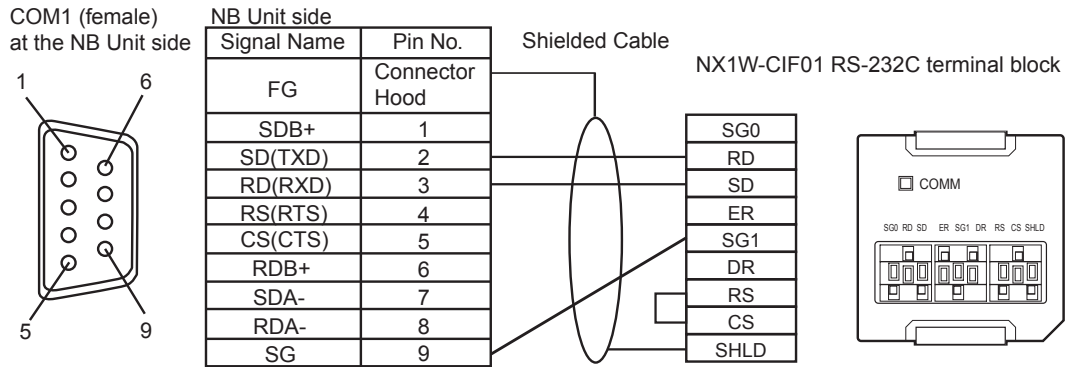 COM1 (female)
at the NB Unit side
1
6
5
9
NB Unit side
Signal Name Pin No.
FG Connector
Hood
SDB+ 1
SD(TXD) 2
RD(RXD) 3
RS(RTS) 4
CS(CTS) 5
RDB+ 6
SDA- 7
RDA- 8
SG 9
Shielded Cable
NX1W-CIF01 RS-232C terminal block
SG0
RD
SD
ER
SG1
DR
RS
CS
SHLD
COMM
SG0 RD SD ER SG1 DR RS CS SHLD